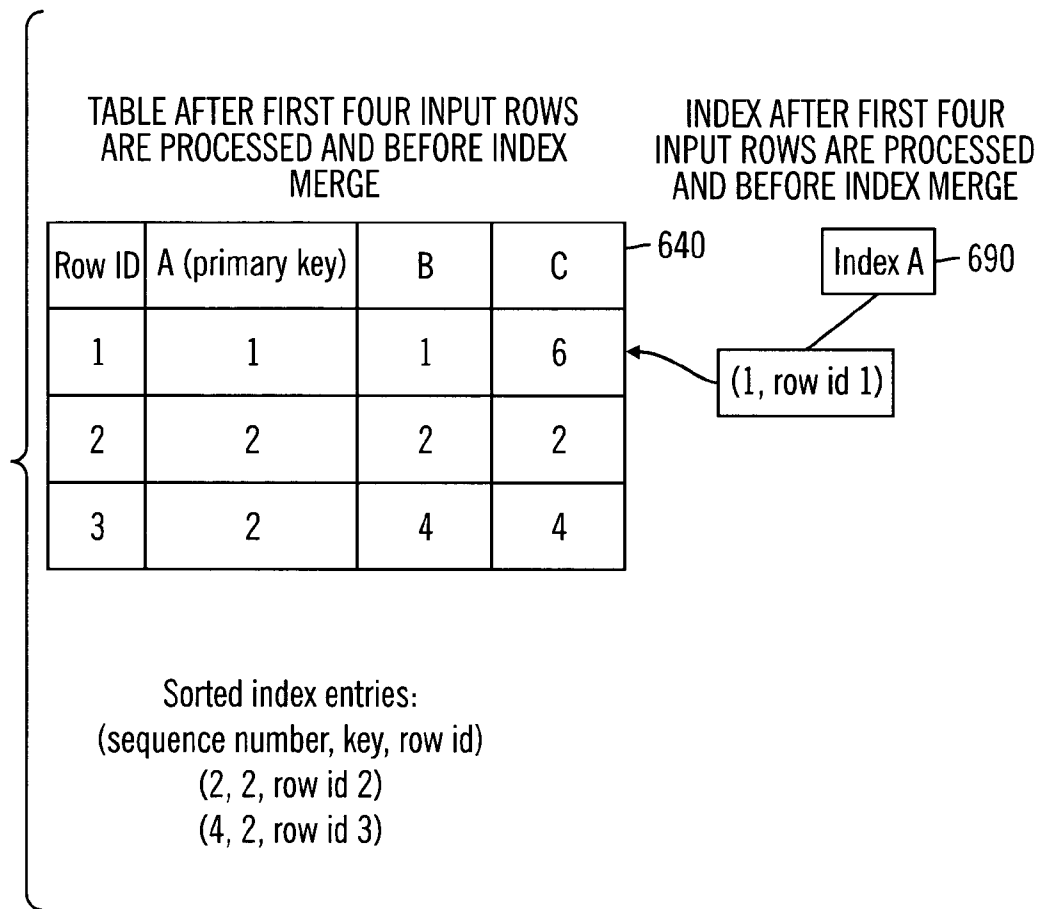 TABLE AFTER FIRST FOUR INPUT ROWS
ARE PROCESSED AND BEFORE INDEX
MERGE
INDEX AFTER FIRST FOUR
INPUT ROWS ARE PROCESSED
AND BEFORE INDEX MERGE
Row ID A (primary key) B C
640
1 1 1 6
2 2 2 2
3 2 4 4
Index A
690
(1, row id 1)
Sorted index entries:
(sequence number, key, row id)
(2, 2, row id 2)
(4, 2, row id 3)